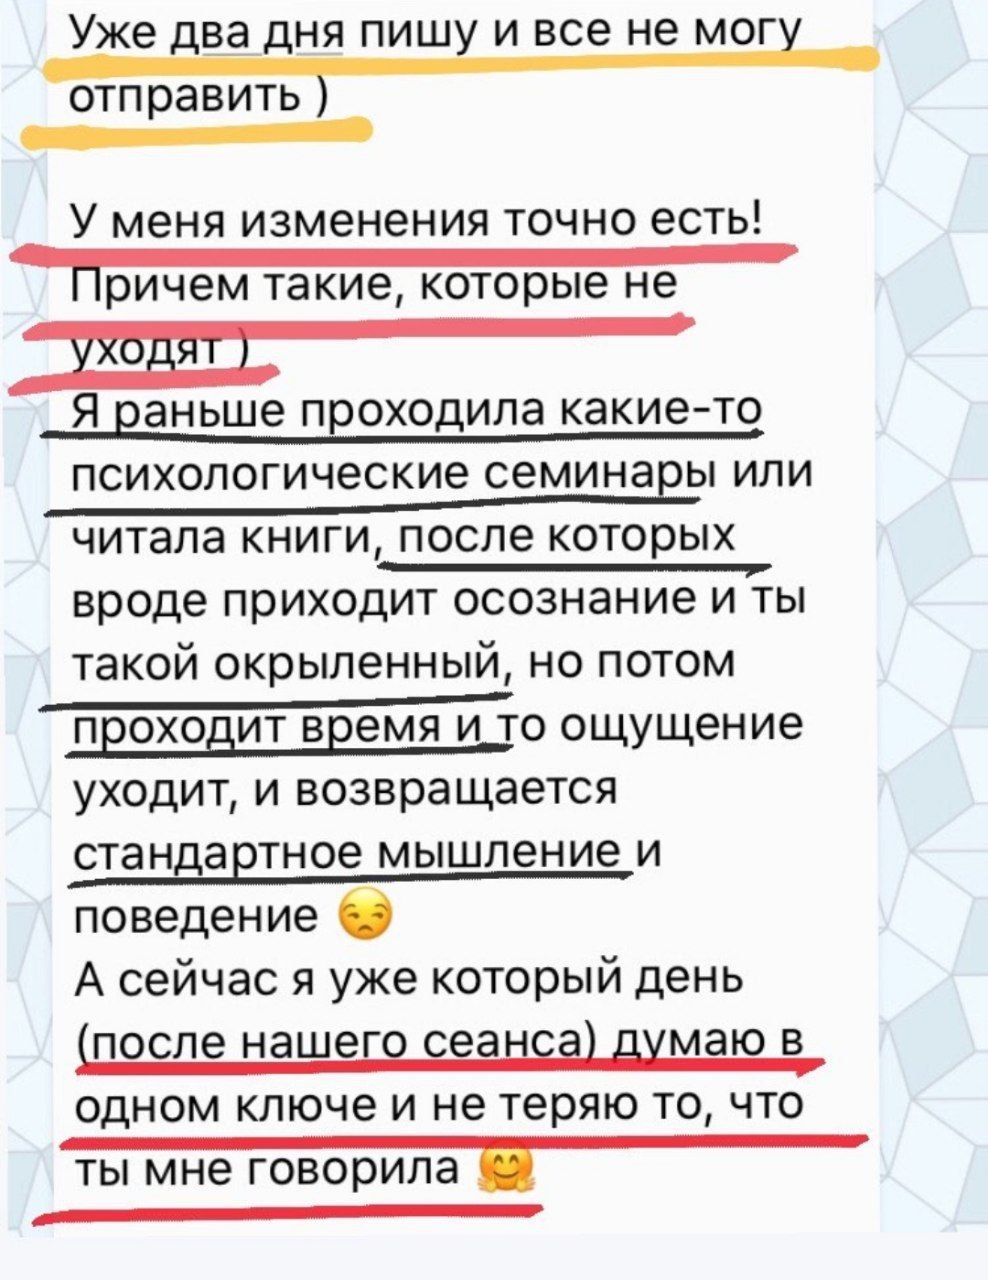 Уже два дня пишу и все не могу
отправить )
У меня изменения точно есть!
Причем такие, которые не
уходят )
Я раньше проходила какие-то
психологические семинары или
читала книги, после которых
вроде приходит осознание и ты
такой окрыленный, но потом
проходит время и то ощущение
уходит, и возвращается
стандартное мышление и
поведение 😒
А сейчас я уже который день
(после нашего сеанса) думаю в
одном ключе и не теряю то, что
ты мне говорила 🤗